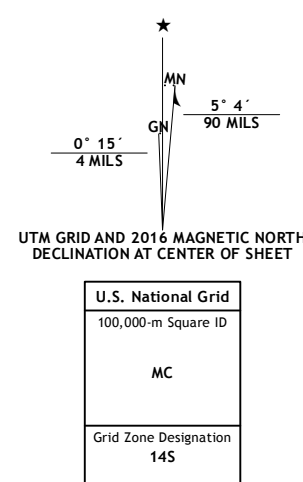 ★
MN
GN
5° 4´
90 MILS
0° 15´
4 MILS
UTM GRID AND 2016 MAGNETIC NORTH
DECLINATION AT CENTER OF SHEET
U.S. National Grid
100,000-m Square ID
MC
Grid Zone Designation
14S